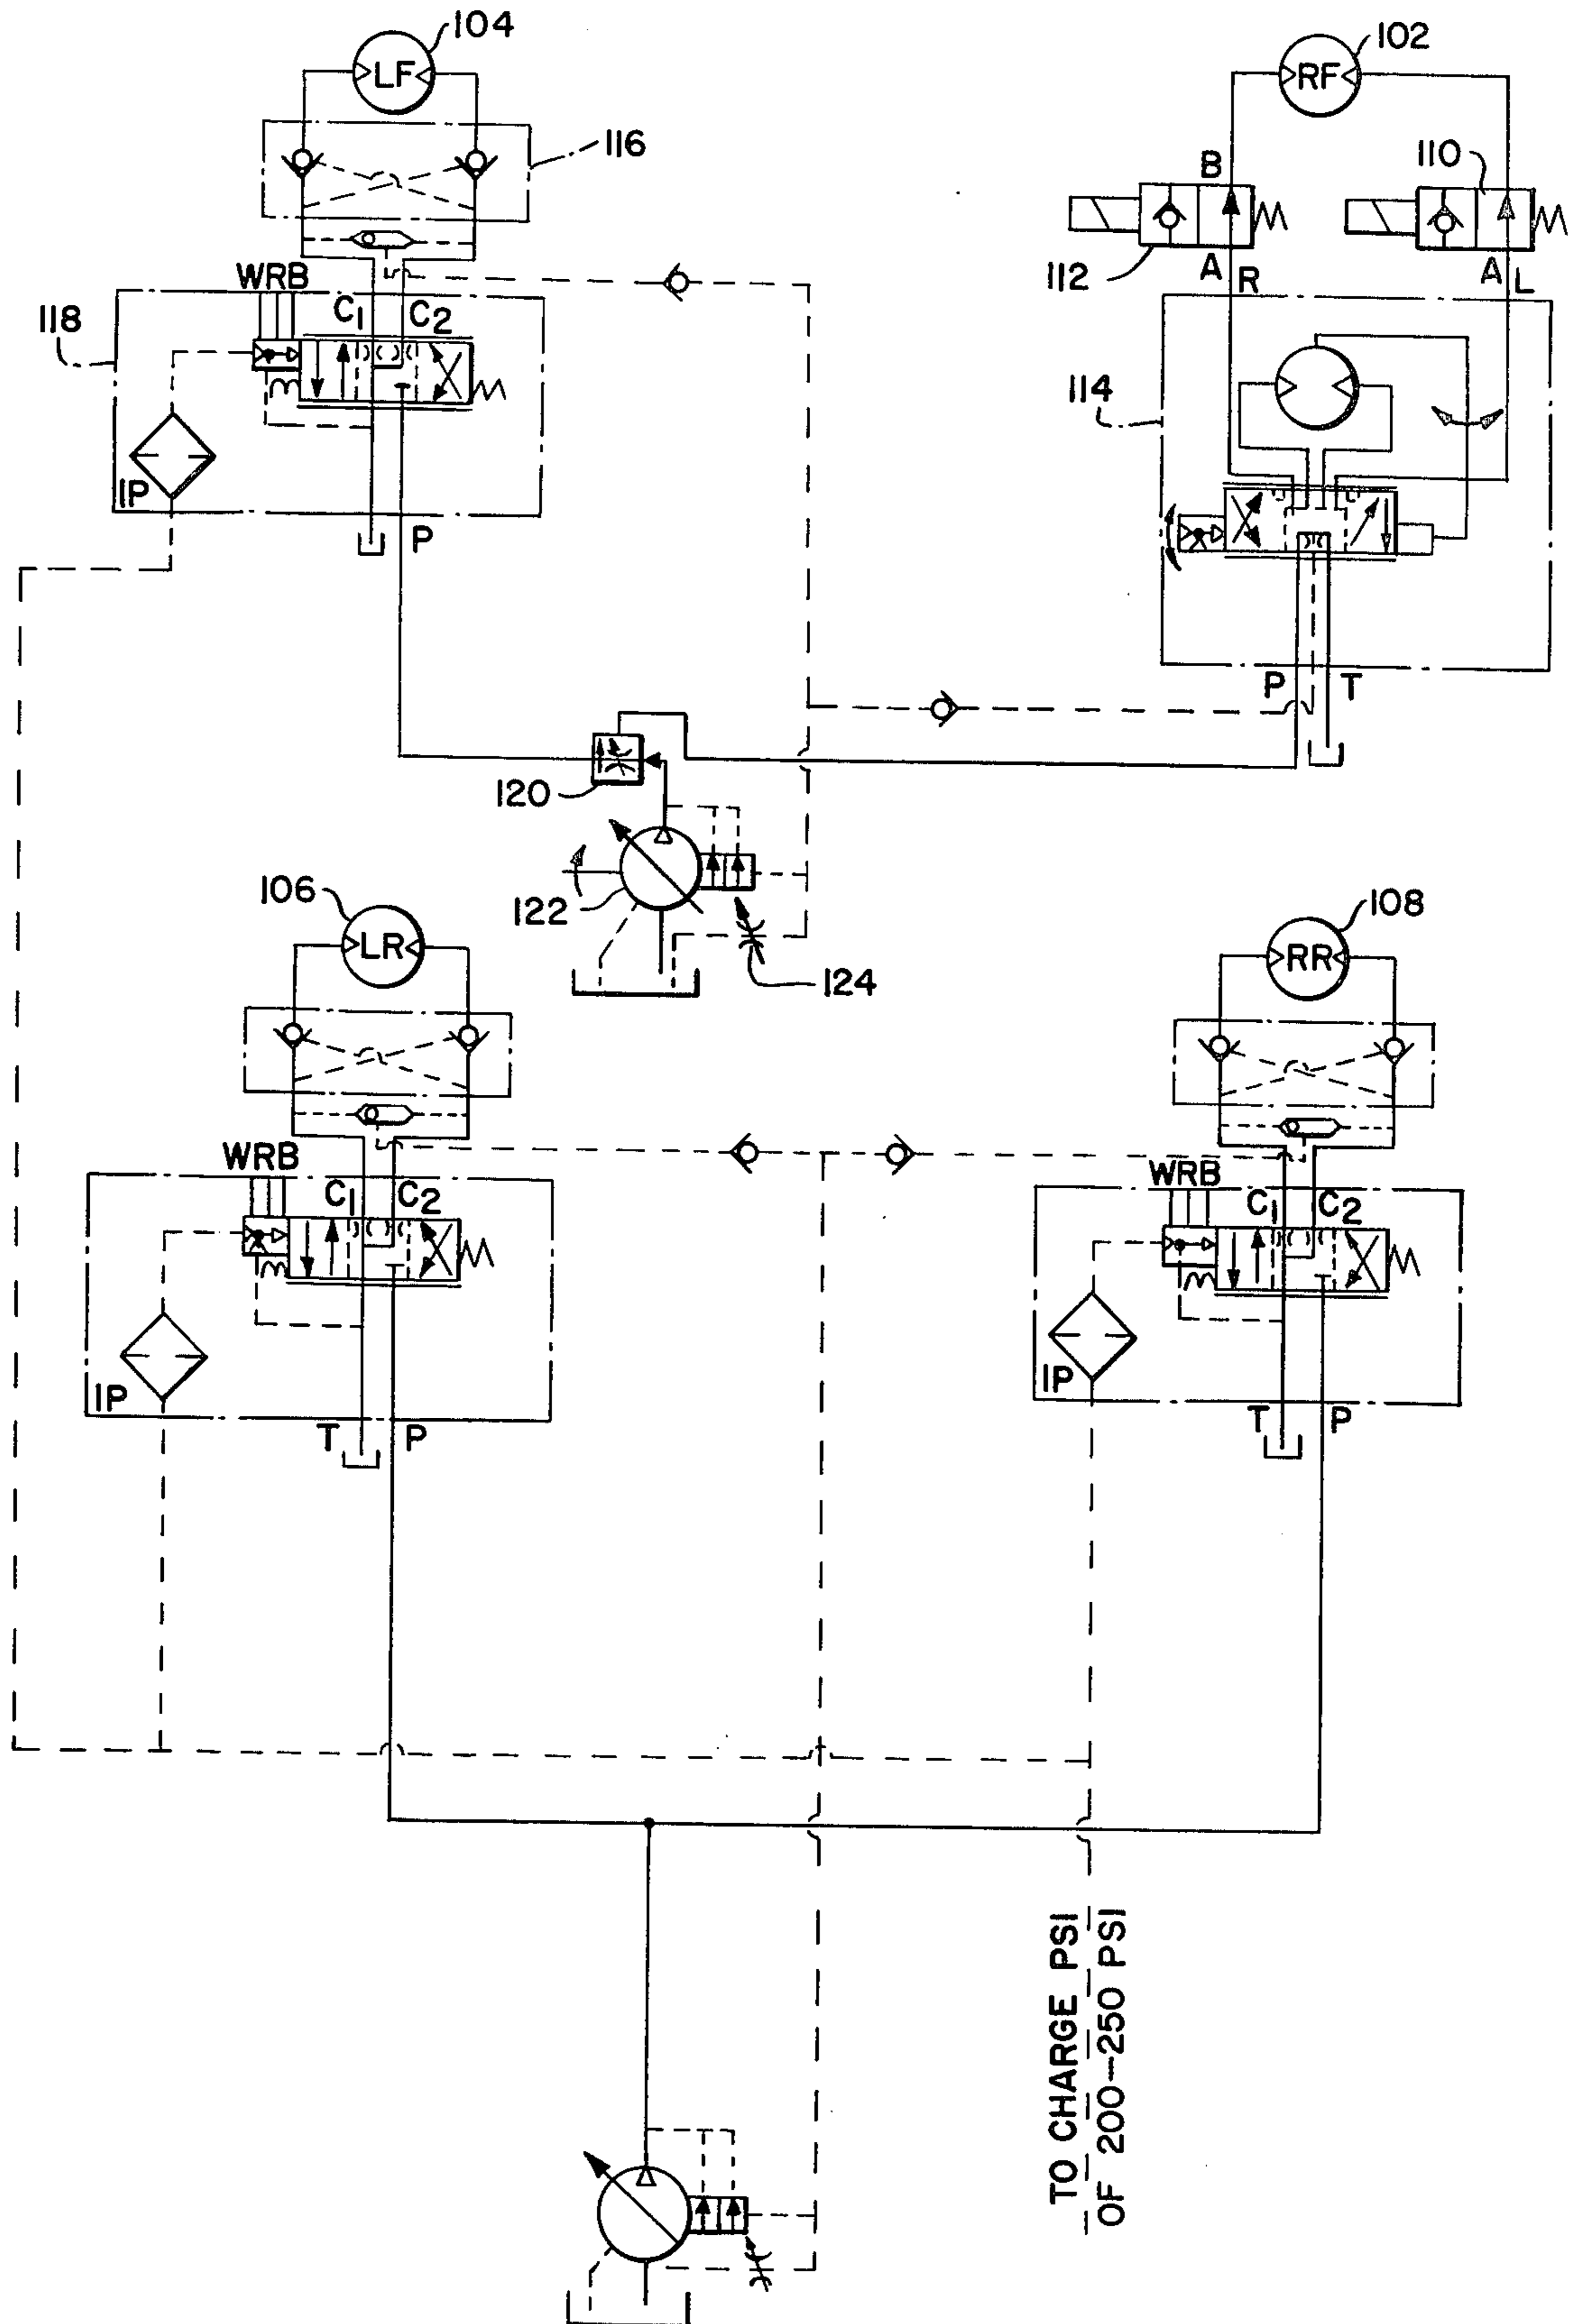 104
LF
116
WRB
C1 C2
118
IP
P
102
RF
110
B
112
A R
A L
114
P T
120
122
124
106
LR
WRB
C1 C2
IP
T P
108
RR
WRB
C1 C2
IP
T P
TO CHARGE PSI
OF 200-250 PSI